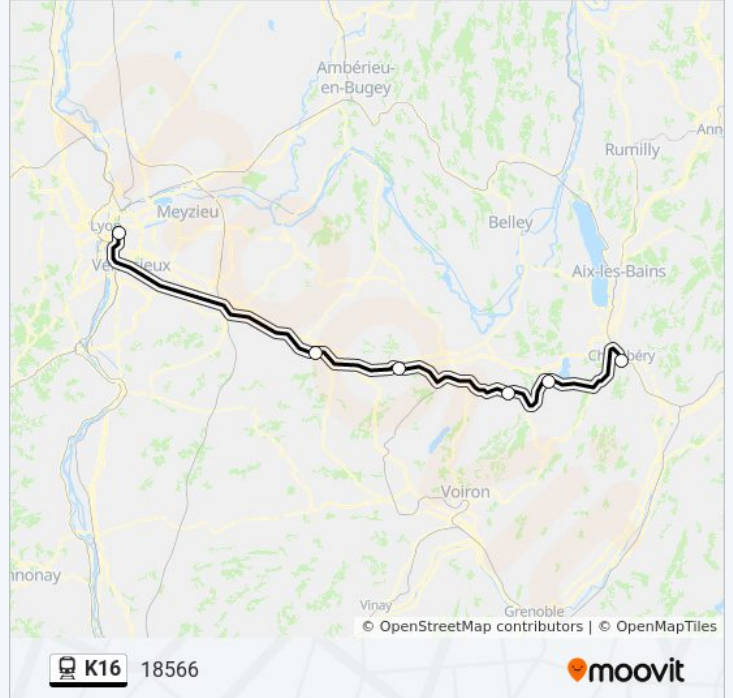 Ambérieu-
en-Bugey
Ann
Rumilly
Meyzieu
Lyon
Belley
Vénissieux
Aix-les-Bains
Chambéry
Voiron
nnonay
Vinay
Grenoble
© OpenStreetMap contributors | © OpenMapTiles
K16 18566 moovit